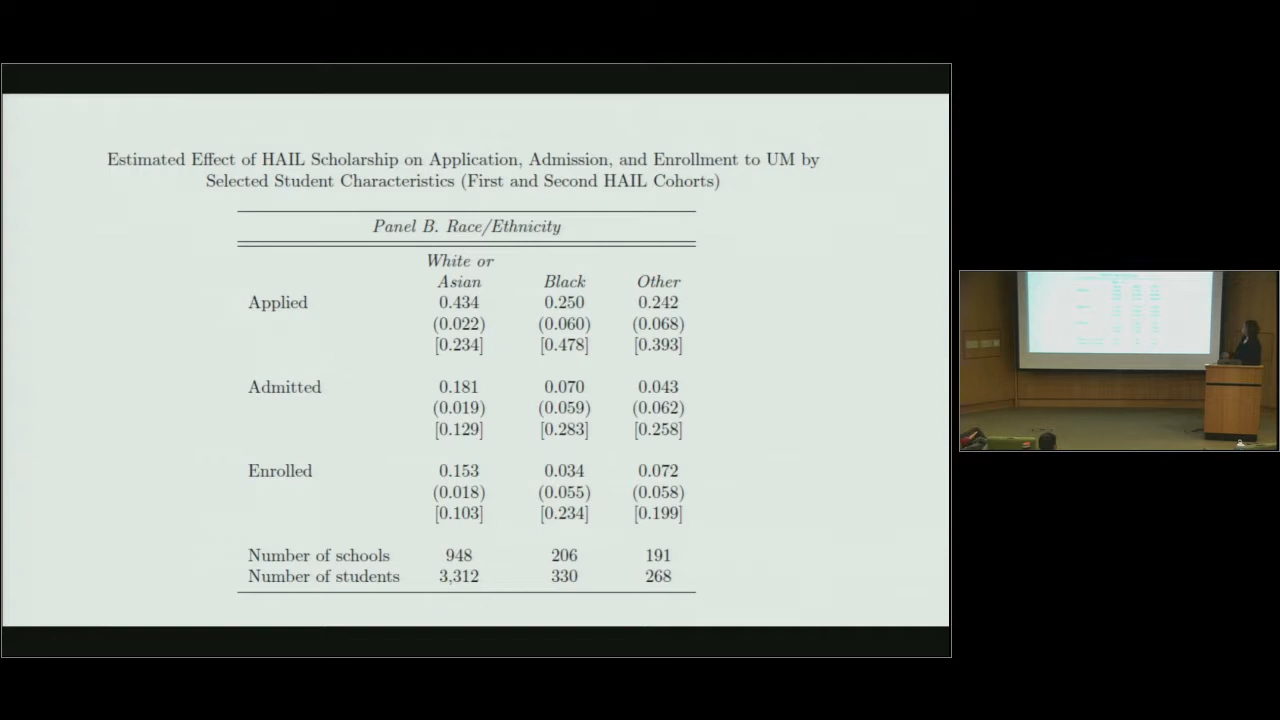 Estimated Effect of HAIL Scholarship on Application, Admission, and Enrollment to UM by
Selected Student Characteristics (First and Second HAIL Cohorts)
Panel B. Race/Ethnicity
White or
Asian Black Other
Applied 0.434 0.250 0.242
(0.022) (0.060) (0.068)
[0.234] [0.478] [0.393]
Admitted 0.181 0.070 0.043
(0.019) (0.059) (0.062)
[0.129] [0.283] [0.258]
Enrolled 0.153 0.034 0.072
(0.018) (0.055) (0.058)
[0.103] [0.234] [0.199]
Number of schools 948 206 191
Number of students 3,312 330 268